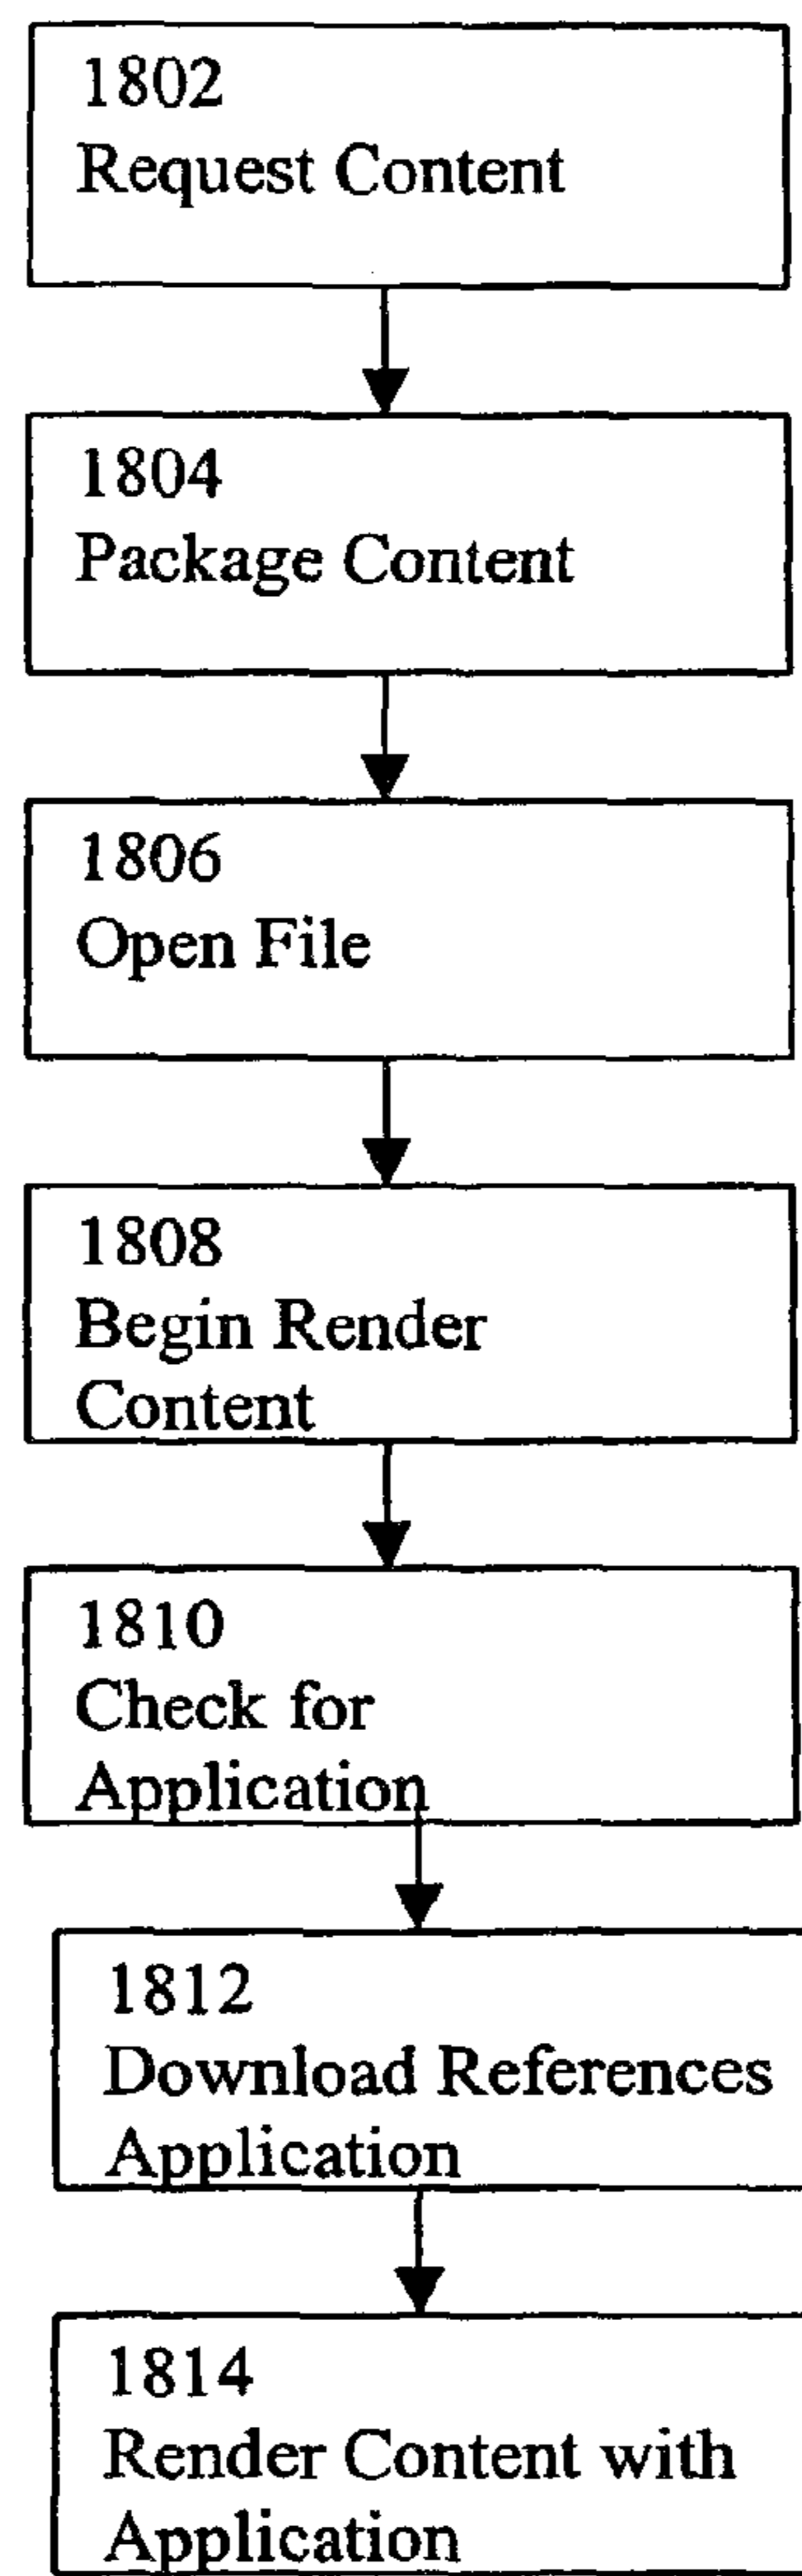 1802
Request Content
1804
Package Content
1806
Open File
1808
Begin Render
Content
1810
Check for
Application
1812
Download References
Application
1814
Render Content with
Application